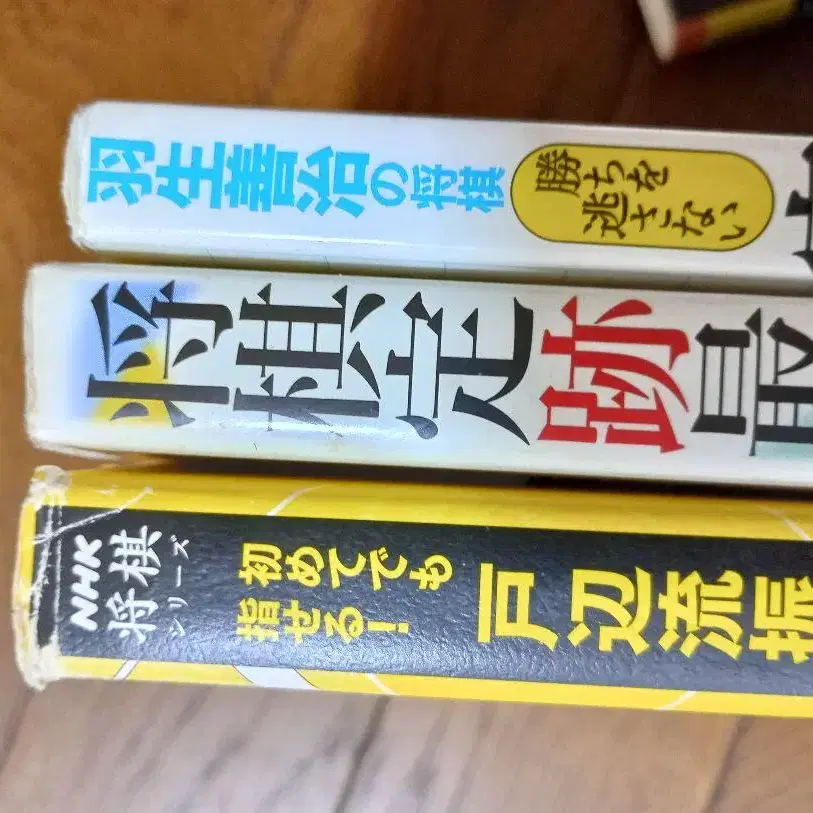 羽生善治の将棋
勝ちを
逃さない
将棋定跡最
NHK
将棋
シリーズ
初めてでも
指せる!
戸辺流振